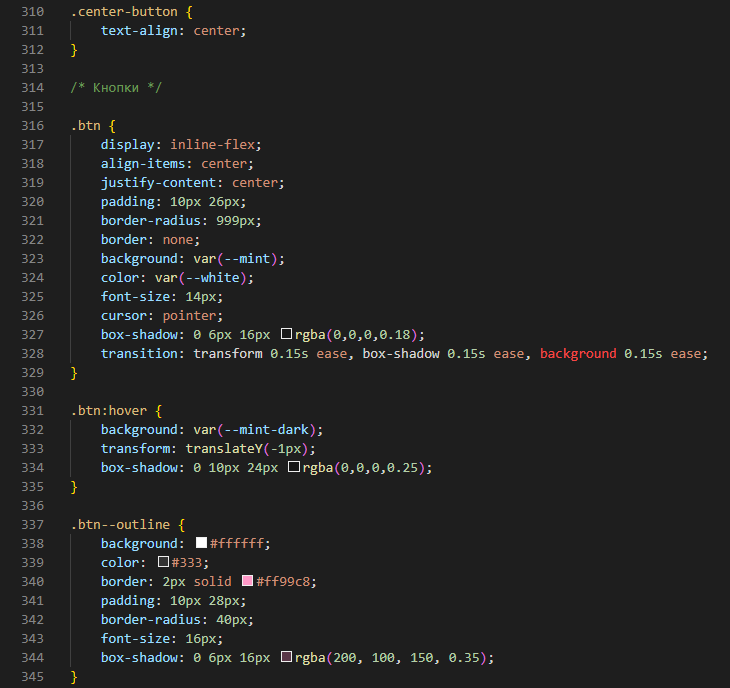 310 .center-button {
311     text-align: center;
312 }
313
314 /* Кнопки */
315
316 .btn {
317     display: inline-flex;
318     align-items: center;
319     justify-content: center;
320     padding: 10px 26px;
321     border-radius: 999px;
322     border: none;
323     background: var(--mint);
324     color: var(--white);
325     font-size: 14px;
326     cursor: pointer;
327     box-shadow: 0 6px 16px rgba(0,0,0,0.18);
328     transition: transform 0.15s ease, box-shadow 0.15s ease, background 0.15s ease;
329 }
330
331 .btn:hover {
332     background: var(--mint-dark);
333     transform: translateY(-1px);
334     box-shadow: 0 10px 24px rgba(0,0,0,0.25);
335 }
336
337 .btn--outline {
338     background: #ffffff;
339     color: #333;
340     border: 2px solid #ff99c8;
341     padding: 10px 28px;
342     border-radius: 40px;
343     font-size: 16px;
344     box-shadow: 0 6px 16px rgba(200, 100, 150, 0.35);
345 }